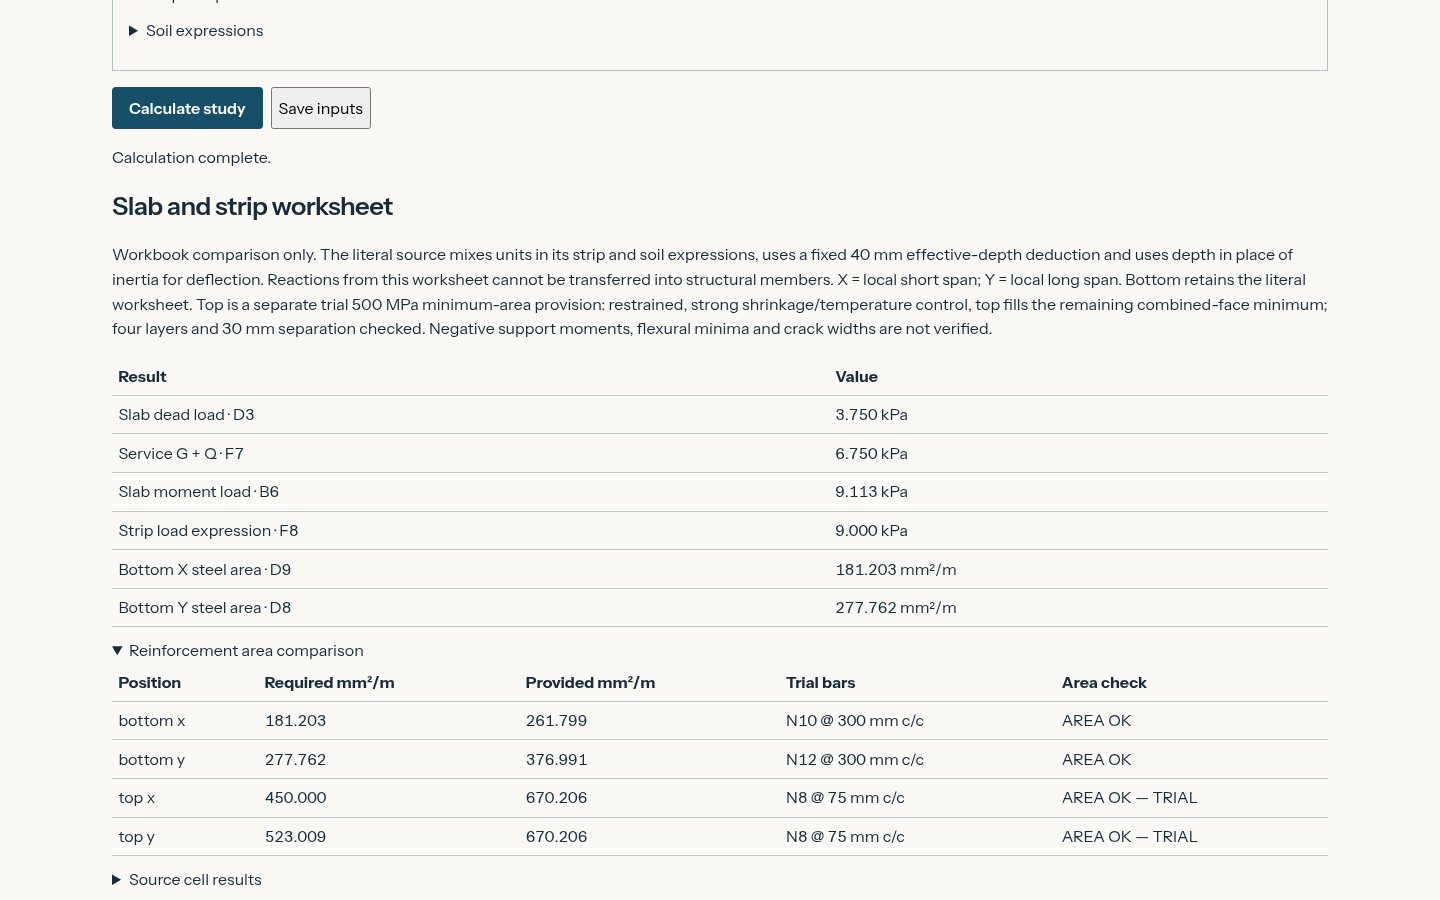 Soil expressions
Calculate study
Save inputs
Calculation complete.
Slab and strip worksheet
Workbook comparison only. The literal source mixes units in its strip and soil expressions, uses a fixed 40 mm effective-depth deduction and uses depth in place of
inertia for deflection. Reactions from this worksheet cannot be transferred into structural members. X = local short span; Y = local long span. Bottom retains the literal
worksheet. Top is a separate trial 500 MPa minimum-area provision: restrained, strong shrinkage/temperature control, top fills the remaining combined-face minimum;
four layers and 30 mm separation checked. Negative support moments, flexural minima and crack widths are not verified.
Result Value
Slab dead load · D3 3.750 kPa
Service G + Q · F7 6.750 kPa
Slab moment load · B6 9.113 kPa
Strip load expression · F8 9.000 kPa
Bottom X steel area · D9 181.203 mm²/m
Bottom Y steel area · D8 277.762 mm²/m
Reinforcement area comparison
Position Required mm²/m Provided mm²/m Trial bars Area check
bottom x 181.203 261.799 N10 @ 300 mm c/c AREA OK
bottom y 277.762 376.991 N12 @ 300 mm c/c AREA OK
top x 450.000 670.206 N8 @ 75 mm c/c AREA OK — TRIAL
top y 523.009 670.206 N8 @ 75 mm c/c AREA OK — TRIAL
Source cell results